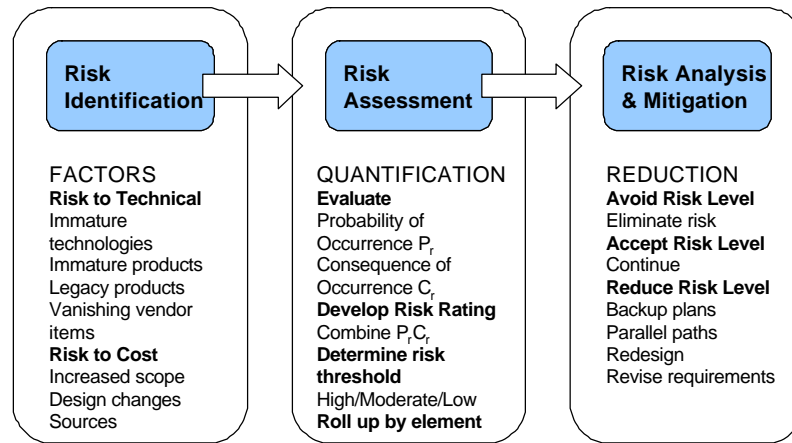 Risk
Identification
FACTORS
Risk to Technical
Immature
technologies
Immature products
Legacy products
Vanishing vendor
items
Risk to Cost
Increased scope
Design changes
Sources
Risk
Assessment
QUANTIFICATION
Evaluate
Probability of
Occurrence Pr
Consequence of
Occurrence Cr
Develop Risk Rating
Combine PrCr
Determine risk
threshold
High/Moderate/Low
Roll up by element
Risk Analysis
& Mitigation
REDUCTION
Avoid Risk Level
Eliminate risk
Accept Risk Level
Continue
Reduce Risk Level
Backup plans
Parallel paths
Redesign
Revise requirements